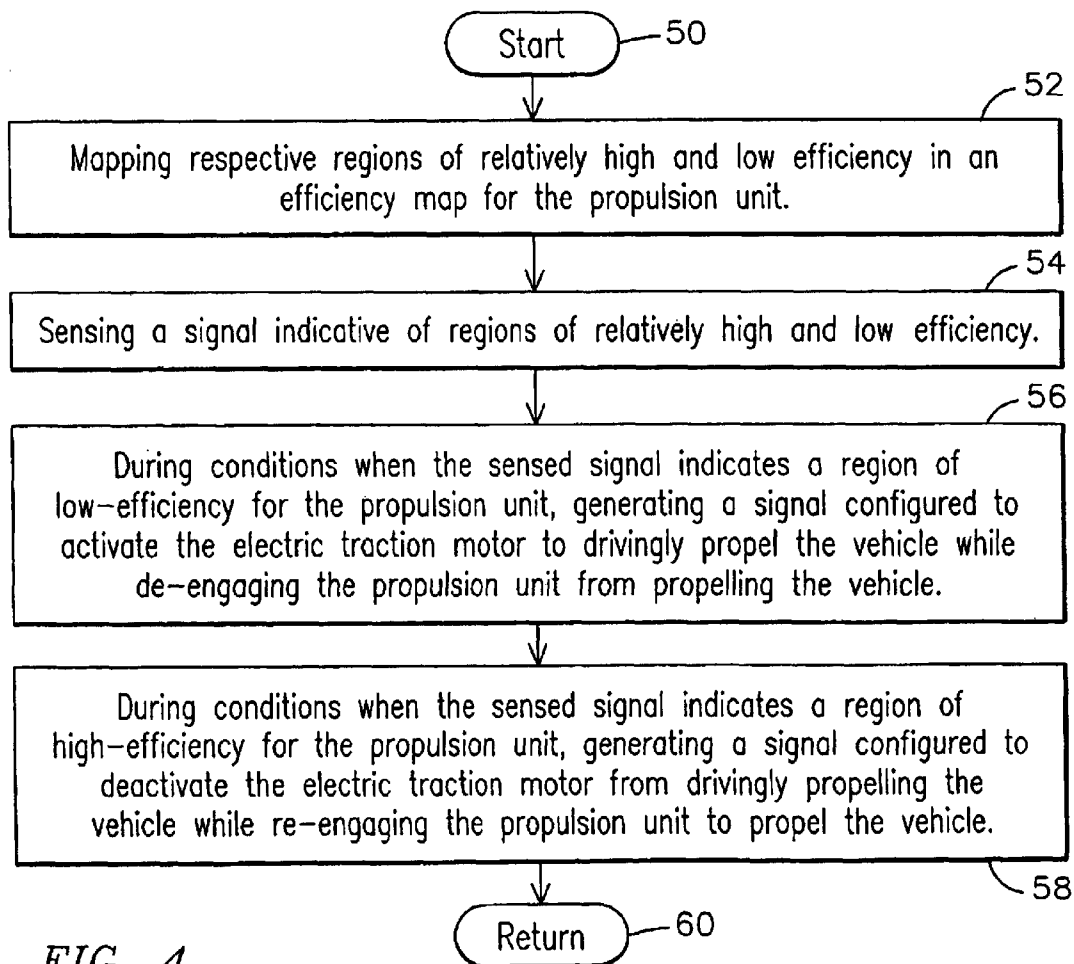 Start
50
52
Mapping respective regions of relatively high and low efficiency in an
efficiency map for the propulsion unit.
54
Sensing a signal indicative of regions of relatively high and low efficiency.
56
During conditions when the sensed signal indicates a region of
low-efficiency for the propulsion unit, generating a signal configured to
activate the electric traction motor to drivingly propel the vehicle while
de-engaging the propulsion unit from propelling the vehicle.
During conditions when the sensed signal indicates a region of
high-efficiency for the propulsion unit, generating a signal configured to
deactivate the electric traction motor from drivingly propelling the
vehicle while re-engaging the propulsion unit to propel the vehicle.
58
Return
60
FIG. 4